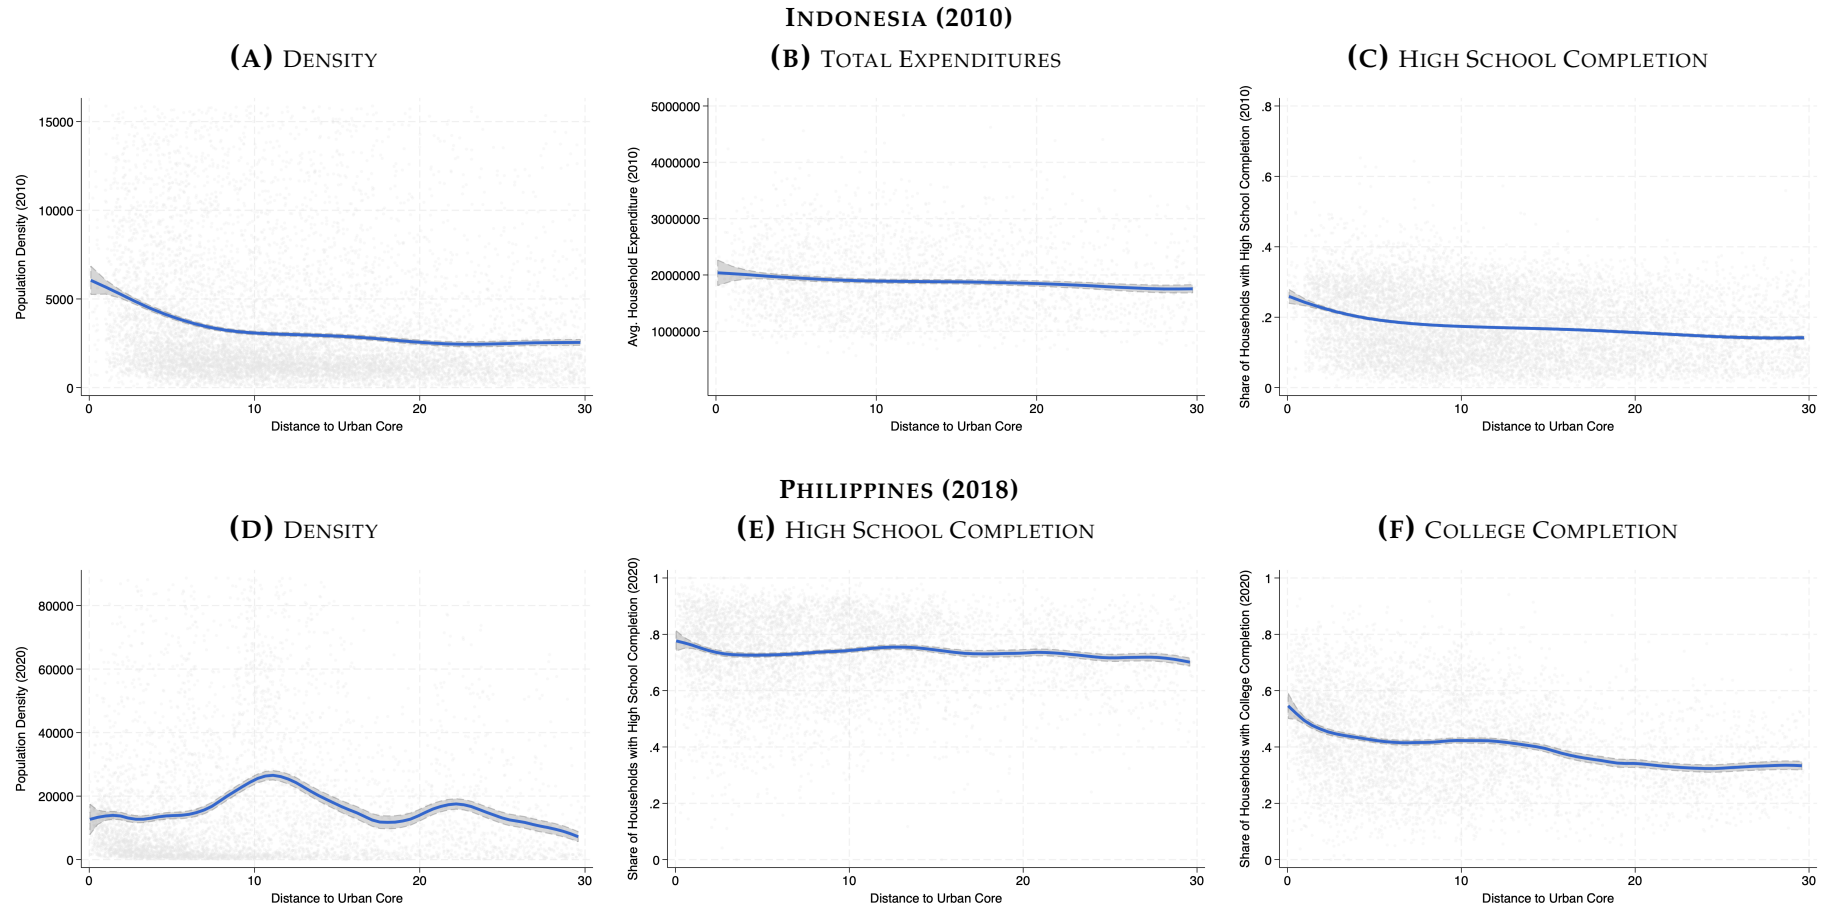 INDONESIA (2010)
(A) DENSITY
Population Density (2010)
15000
10000
5000
0
0 10 20 30
Distance to Urban Core
(B) TOTAL EXPENDITURES
Avg. Household Expenditure (2010)
5000000
4000000
3000000
2000000
1000000
0 10 20 30
Distance to Urban Core
(C) HIGH SCHOOL COMPLETION
Share of Households with High School Completion (2010)
.8
.6
.4
.2
0
0 10 20 30
Distance to Urban Core
PHILIPPINES (2018)
(D) DENSITY
Population Density (2020)
80000
60000
40000
20000
0
0 10 20 30
Distance to Urban Core
(E) HIGH SCHOOL COMPLETION
Share of Households with High School Completion (2020)
1
.8
.6
.4
.2
0
0 10 20 30
Distance to Urban Core
(F) COLLEGE COMPLETION
Share of Households with College Completion (2020)
1
.8
.6
.4
.2
0
0 10 20 30
Distance to Urban Core